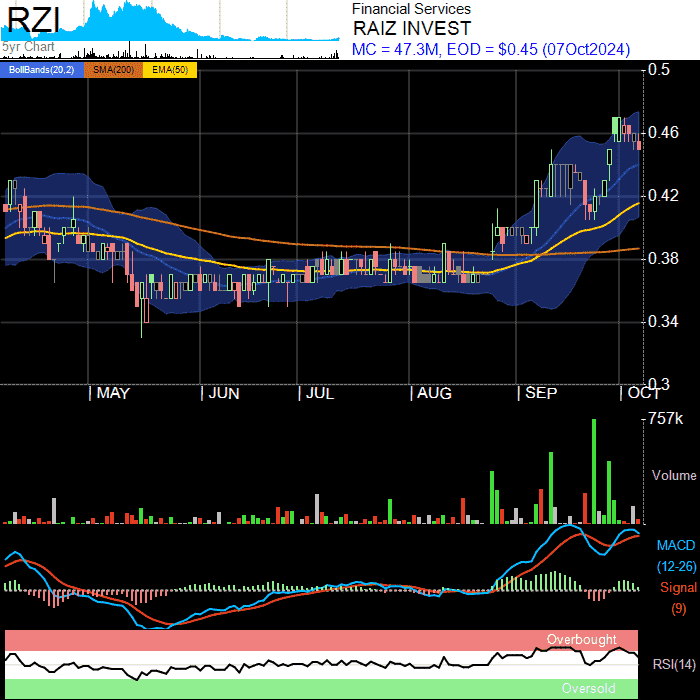 RZI
5yr Chart
Financial Services
RAIZ INVEST
MC = 47.3M, EOD = $0.45 (07Oct2024)
BollBands(20,2) SMA(200) EMA(50)
0.5
0.46
0.42
0.38
0.34
0.3
MAY JUN JUL AUG SEP OCT
757k
Volume
MACD
(12-26)
Signal
(9)
Overbought
RSI(14)
Oversold